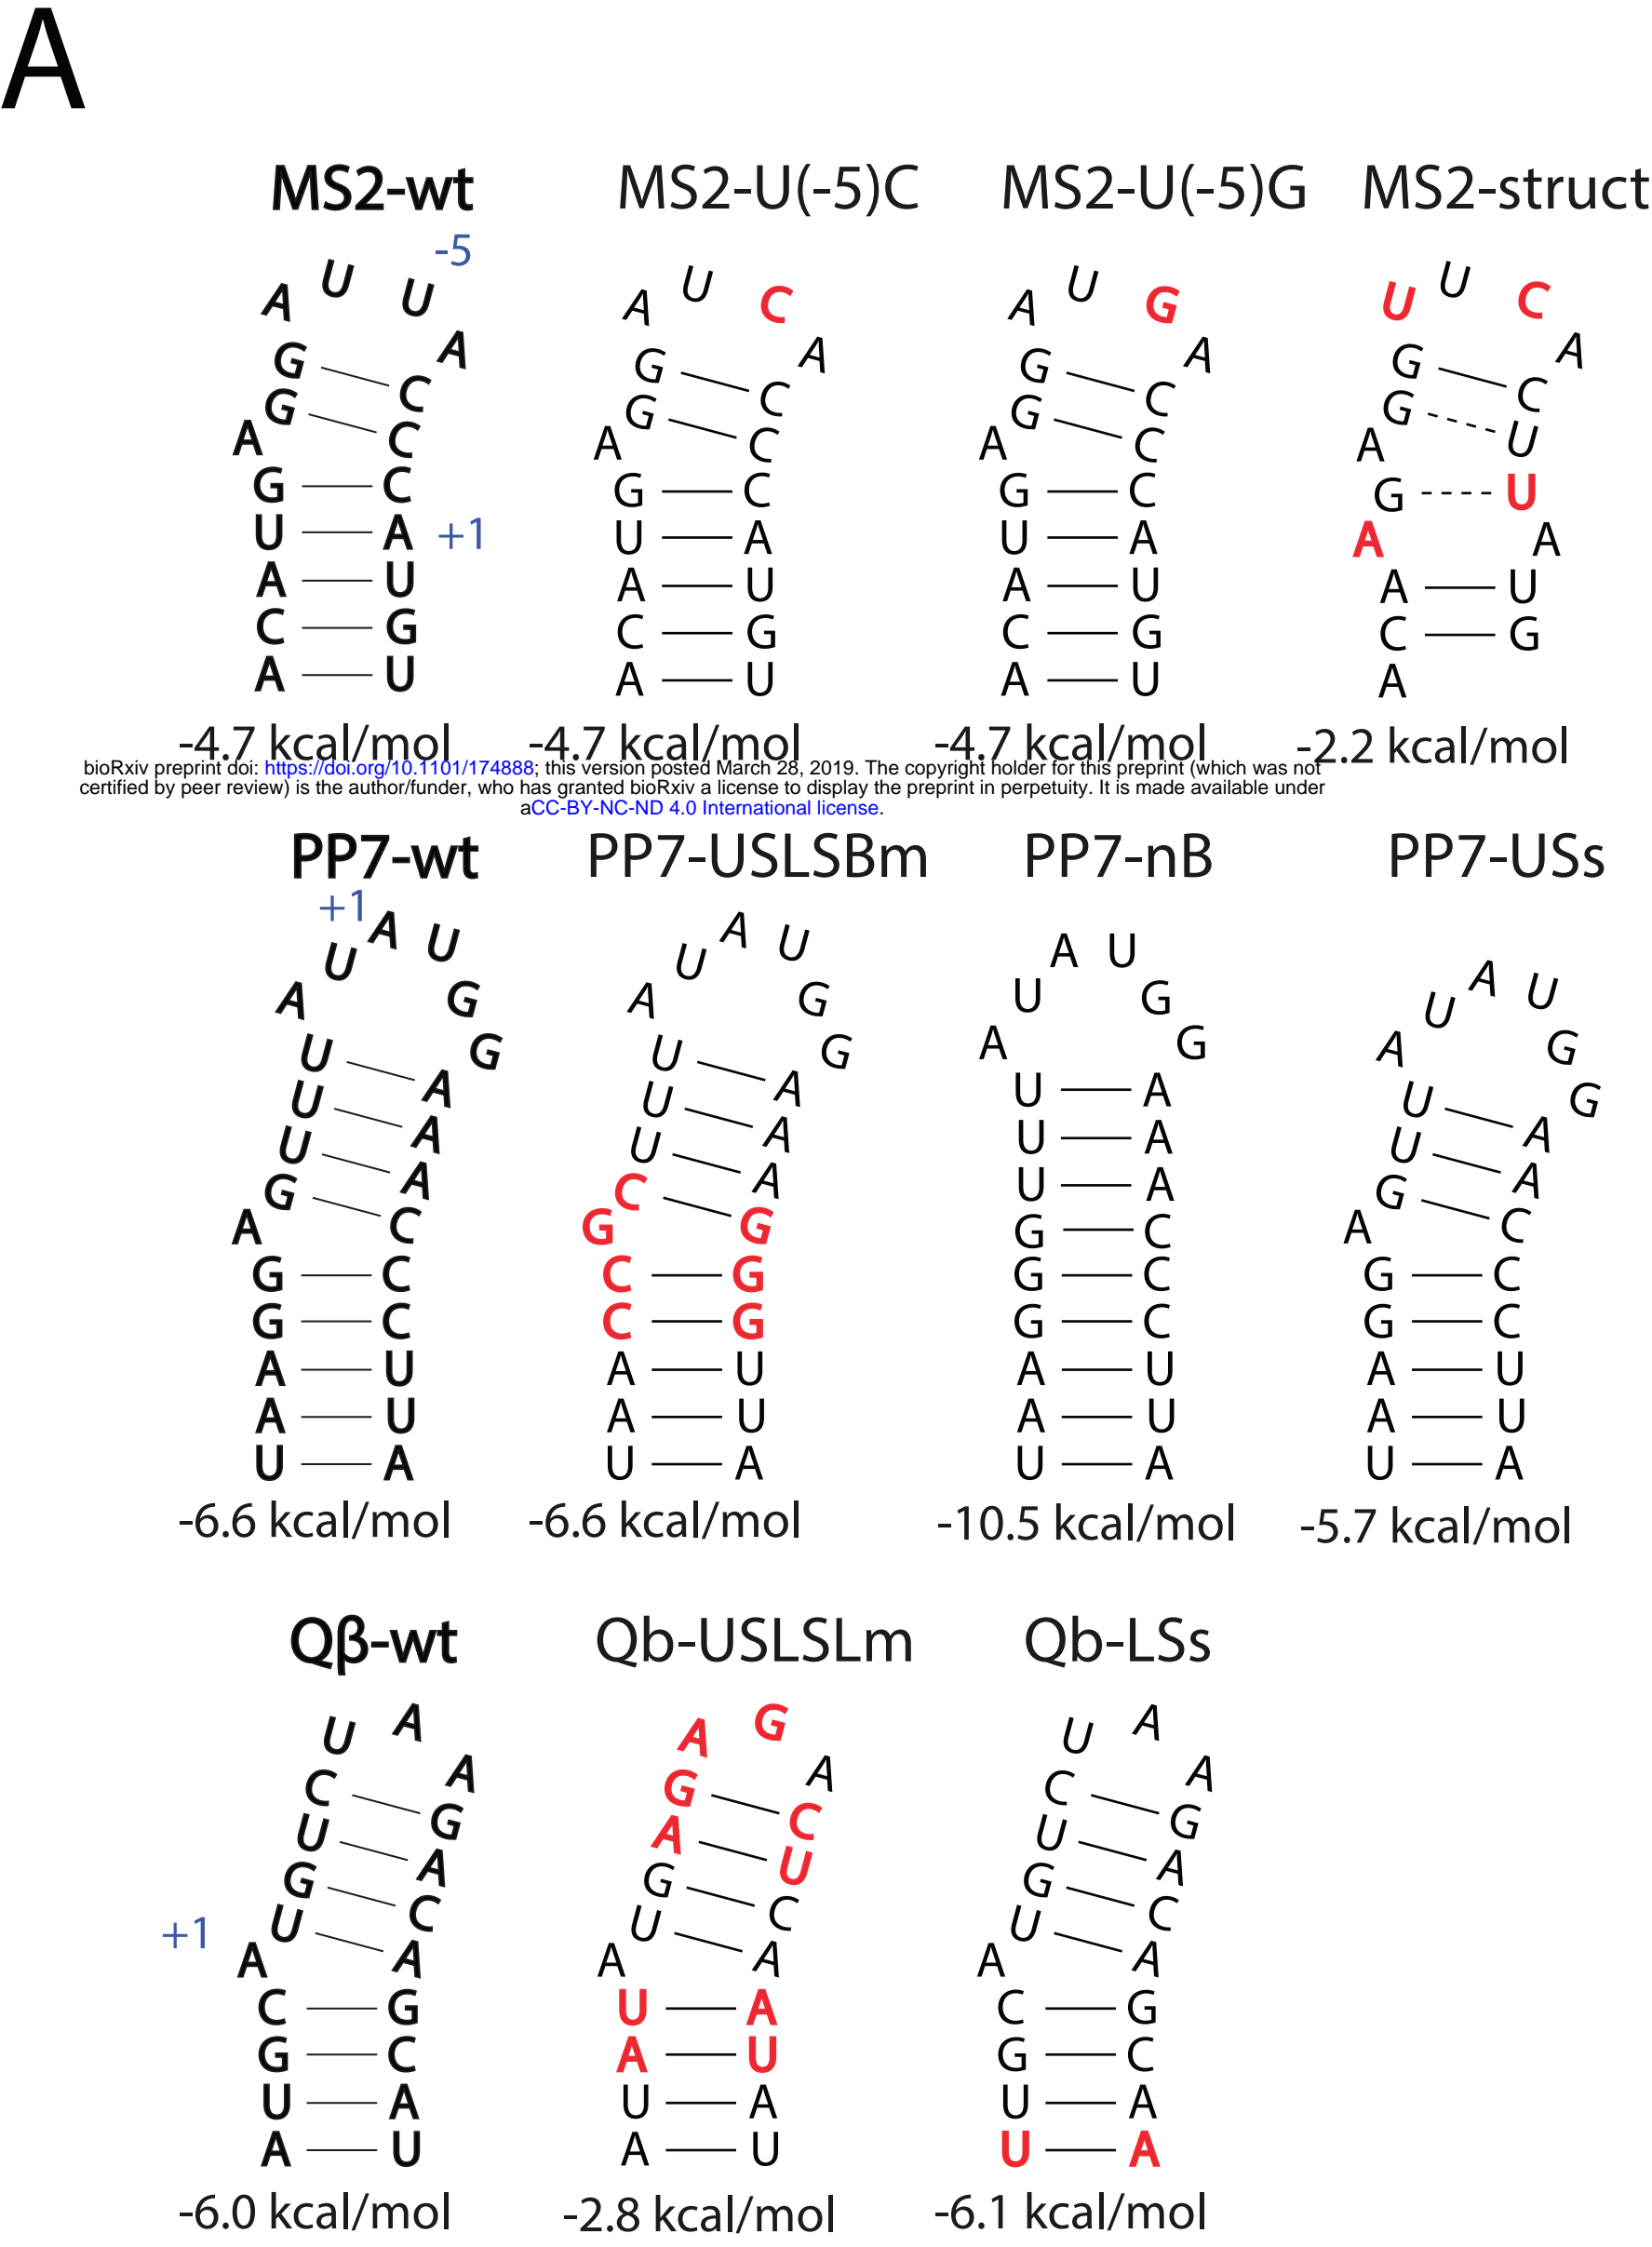 A
MS2-wt MS2-U(-5)C MS2-U(-5)G MS2-struct
-5
A U U A A U C A A U G A U U C A
G C G C G C G C
G C G C G C G U
A A A A
G C G C G C G U
U A +1 U A U A A A
A U A U A U A U
C G C G C G C G
A U A U A U A
-4.7 kcal/mol -4.7 kcal/mol -4.7 kcal/mol -2.2 kcal/mol
bioRxiv preprint doi: https://doi.org/10.1101/174888; this version posted March 28, 2019. The copyright holder for this preprint (which was not
certified by peer review) is the author/funder, who has granted bioRxiv a license to display the preprint in perpetuity. It is made available under
aCC-BY-NC-ND 4.0 International license.
PP7-wt PP7-USLSBm PP7-nB PP7-USs
+1
A U A U G G A U A U G G A U A U G G A U A U G G
U A U A U A U A
U A U A U A U A
U A U A U A G C
G C C G G C A
A G
G C C G G C G C
G C C G G C G C
A U A U A U A U
A U A U A U A U
U A U A U A U A
-6.6 kcal/mol -6.6 kcal/mol -10.5 kcal/mol -5.7 kcal/mol
Qβ-wt Qb-USLSLm Qb-LSs
U A A A G A U A A
C G G C C G
U A A U U A
G C G C G C
U A U A U A
+1 A A A
C G U A C G
G C A U G C
U A U A U A
A U A U U A
-6.0 kcal/mol -2.8 kcal/mol -6.1 kcal/mol